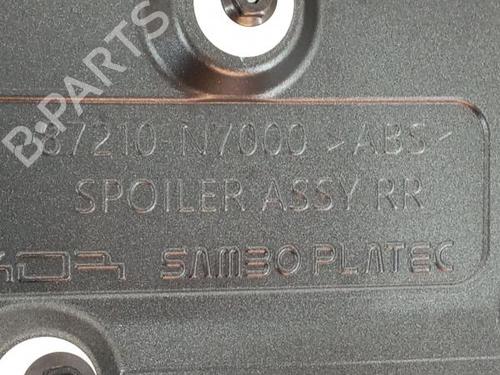 B-PARTS
87210-N7000 >ABS<
SPOILER ASSY RR
SAMBO PLATEC